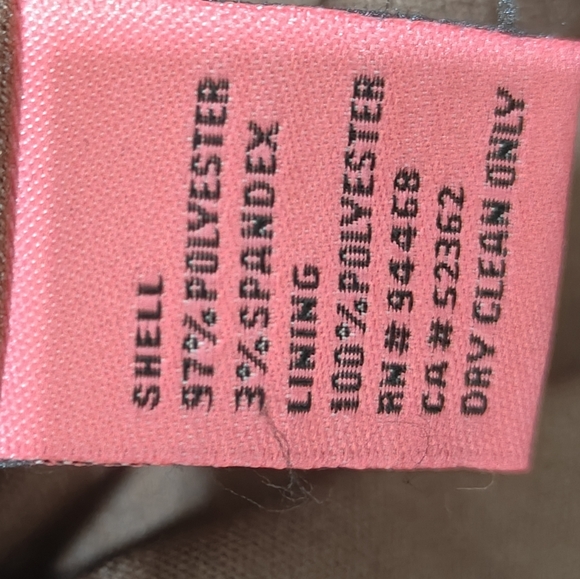 SHELL
97% POLYESTER
3% SPANDEX
LINING
100% POLYESTER
RN # 94468
CA # 52362
DRY CLEAN ONLY